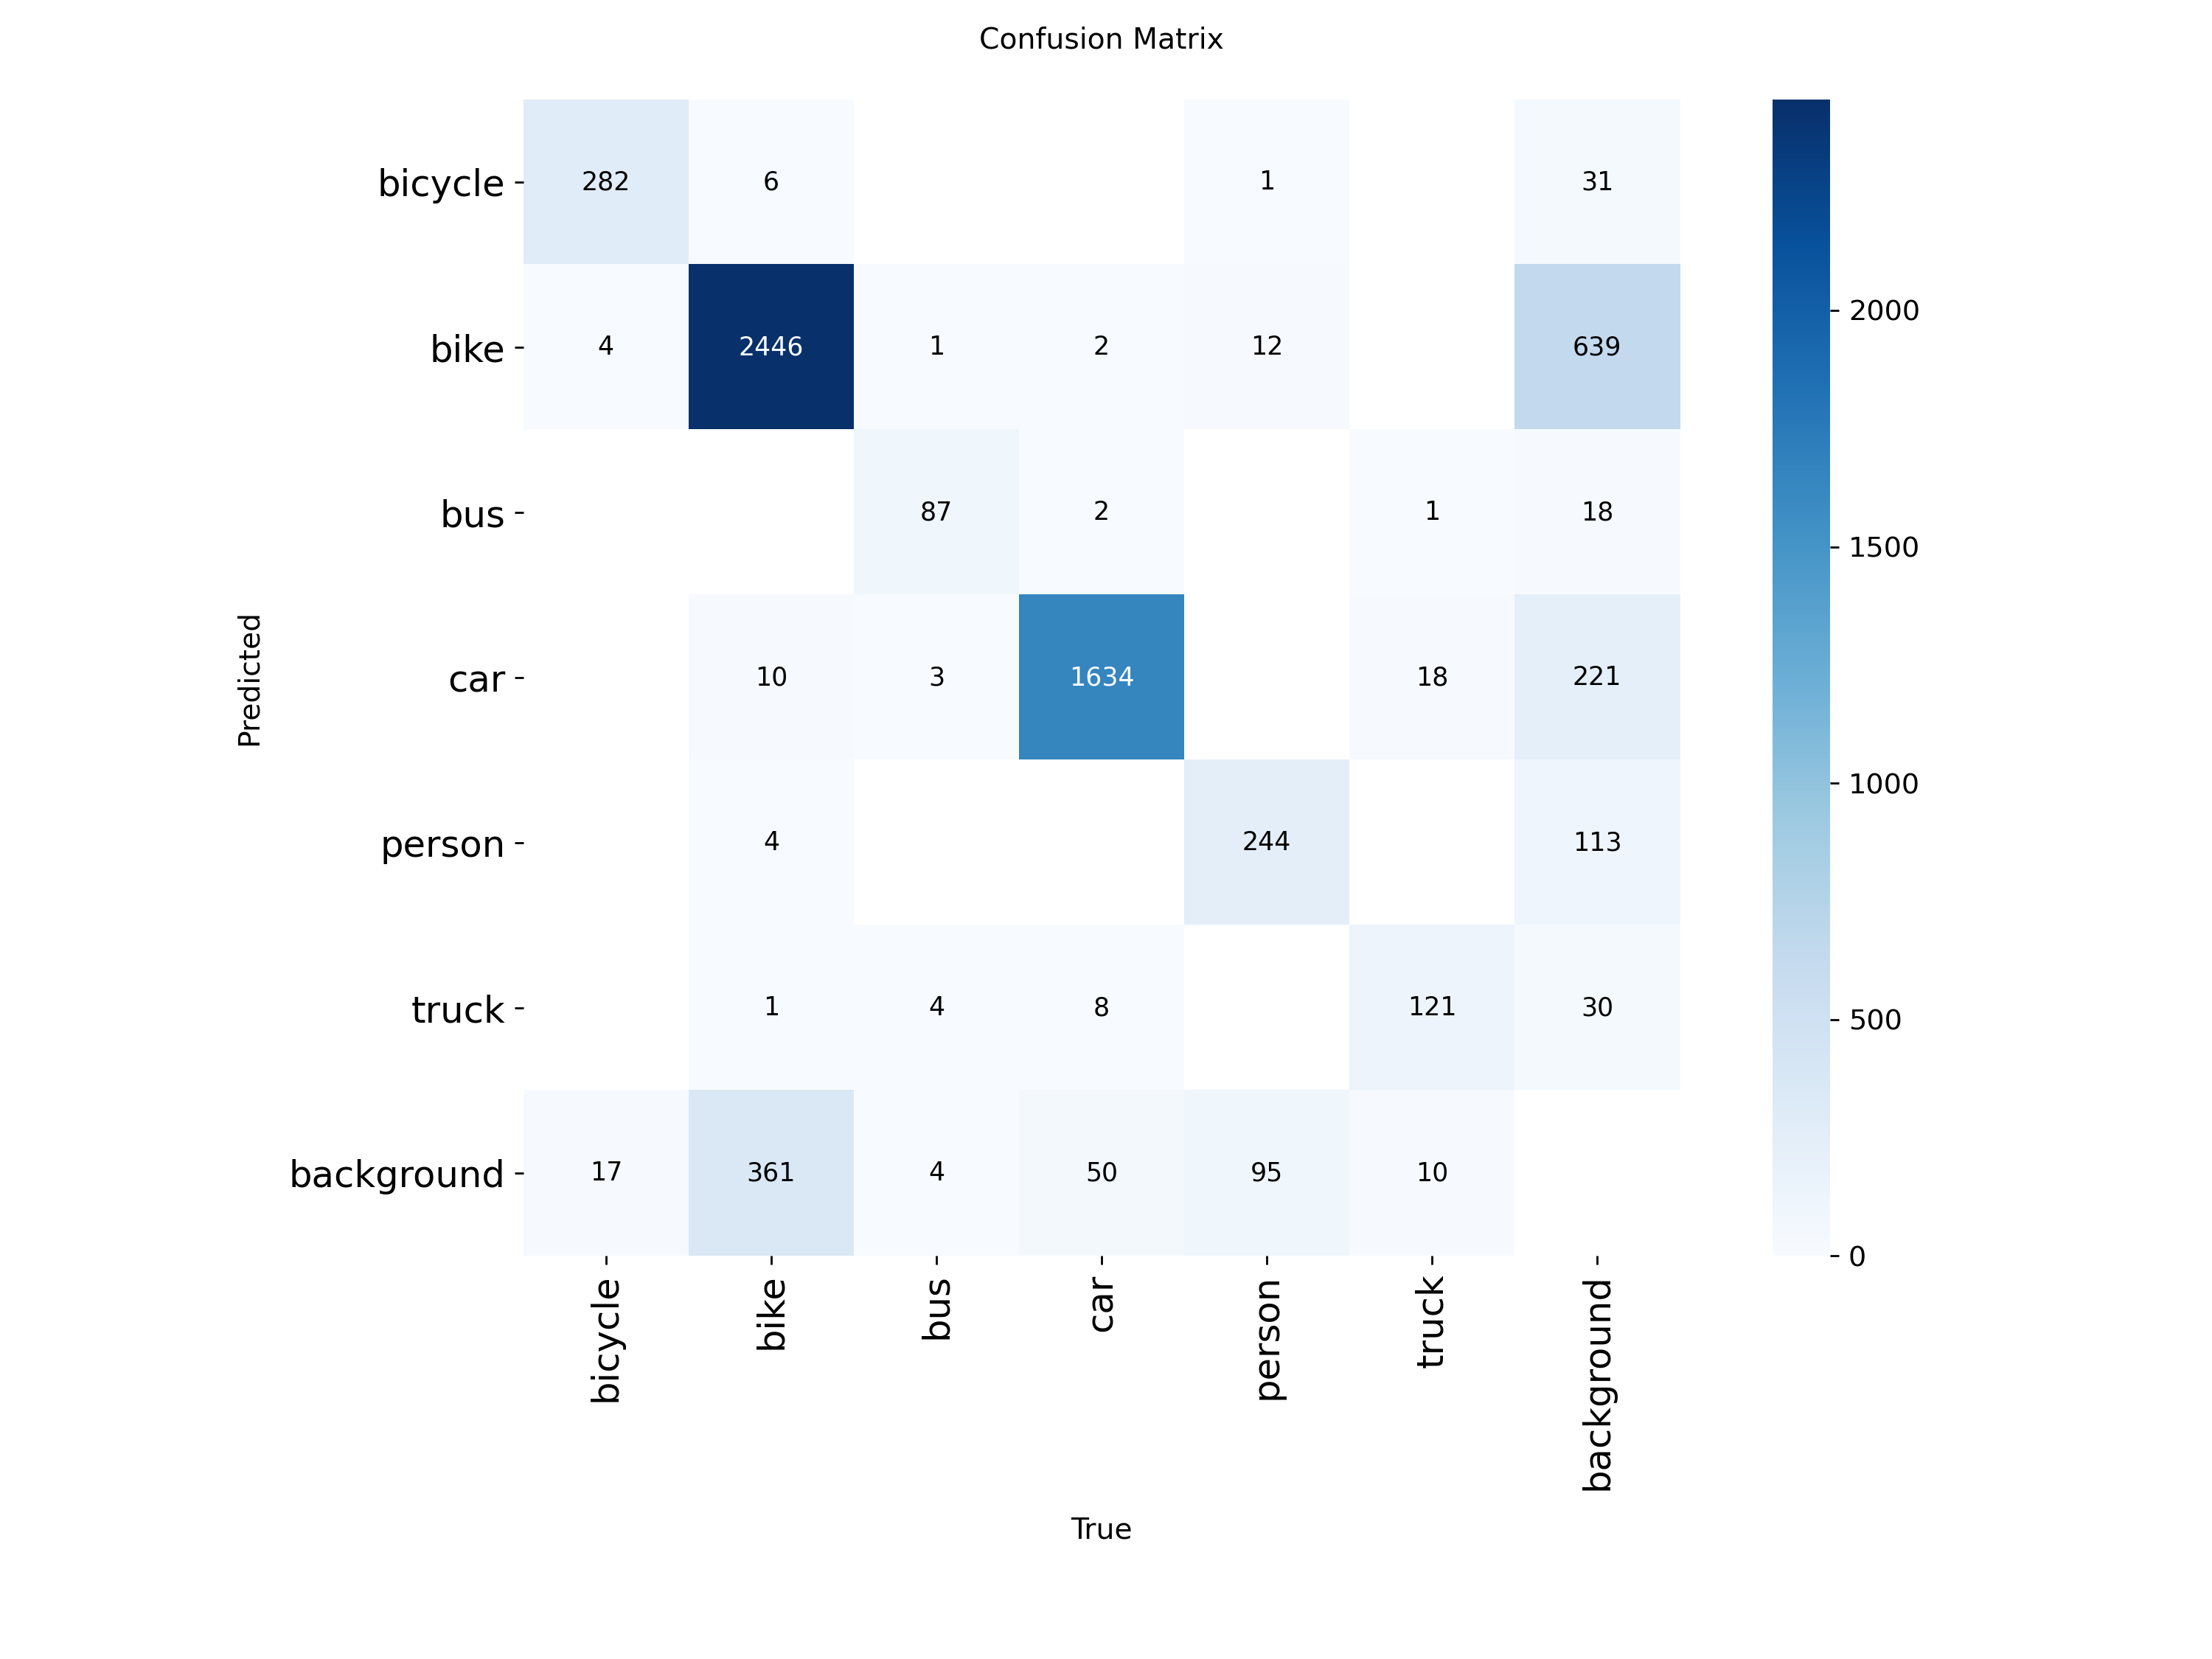 Confusion Matrix
bicycle 282 6 1 31
bike 4 2446 1 2 12 639
bus 87 2 1 18
car 10 3 1634 18 221
person 4 244 113
truck 1 4 8 121 30
background 17 361 4 50 95 10
Predicted
bicycle bike bus car person truck background
True
2000
1500
1000
500
0